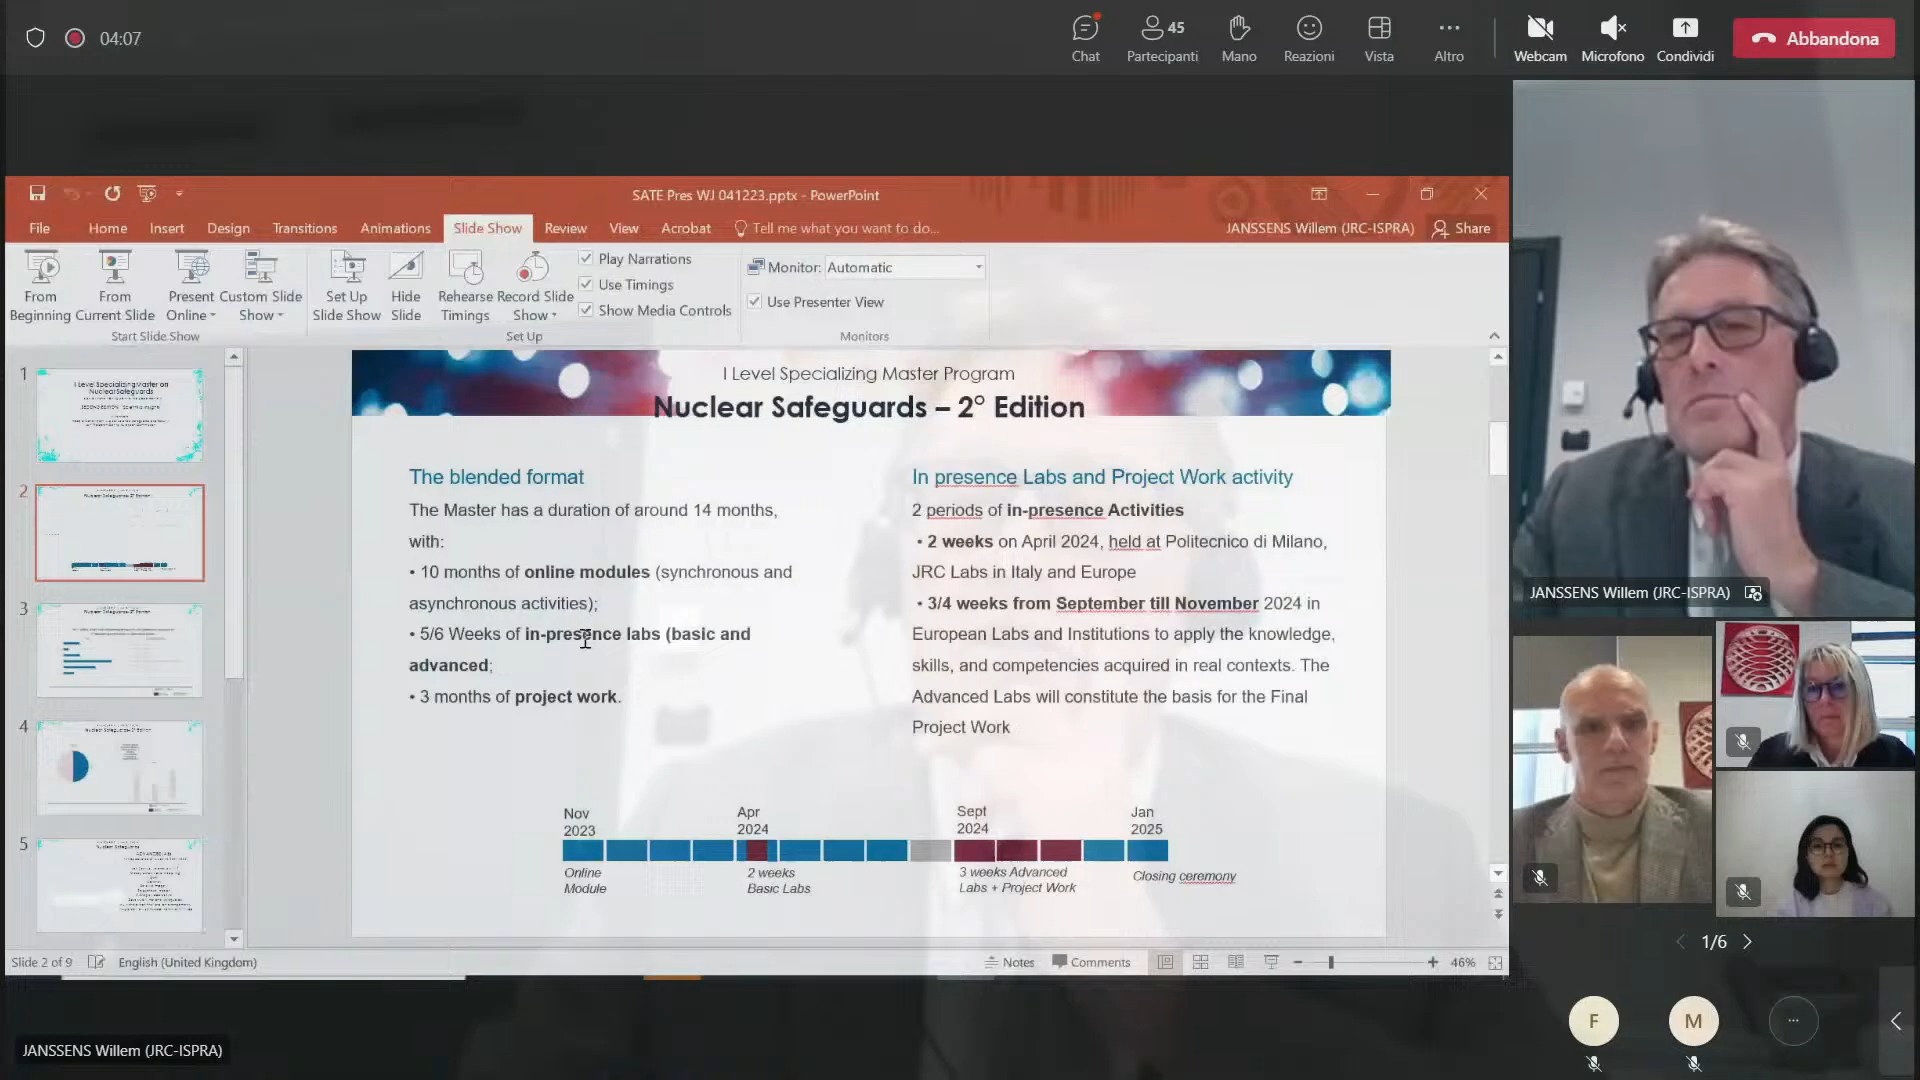 04:07
Chat
45
Partecipanti
Mano
Reazioni
Vista
Altro
Webcam
Microfono
Condividi
Abbandona
SATE Pres WJ 041223.pptx - PowerPoint
File Home Insert Design Transitions Animations Slide Show Review View Acrobat Tell me what you want to do...
JANSSENS Willem (JRC-ISPRA) Share
From Beginning
From Current Slide
Present Online
Custom Slide Show
Start Slide Show
Set Up Slide Show
Hide Slide
Rehearse Timings
Record Slide Show
Play Narrations
Use Timings
Show Media Controls
Set Up
Monitor: Automatic
Use Presenter View
Monitors
1
I Level Specializing Master on
Nuclear Safeguards
2
3
4
5
I Level Specializing Master Program
Nuclear Safeguards – 2° Edition
The blended format
The Master has a duration of around 14 months,
with:
• 10 months of online modules (synchronous and
asynchronous activities);
• 5/6 Weeks of in-presence labs (basic and
advanced;
• 3 months of project work.
In presence Labs and Project Work activity
2 periods of in-presence Activities
• 2 weeks on April 2024, held at Politecnico di Milano,
JRC Labs in Italy and Europe
• 3/4 weeks from September till November 2024 in
European Labs and Institutions to apply the knowledge,
skills, and competencies acquired in real contexts. The
Advanced Labs will constitute the basis for the Final
Project Work
Nov
2023
Apr
2024
Sept
2024
Jan
2025
Online
Module
2 weeks
Basic Labs
3 weeks Advanced
Labs + Project Work
Closing ceremony
Slide 2 of 9 English (United Kingdom)
Notes Comments 46%
JANSSENS Willem (JRC-ISPRA)
1/6
F
M
JANSSENS Willem (JRC-ISPRA)